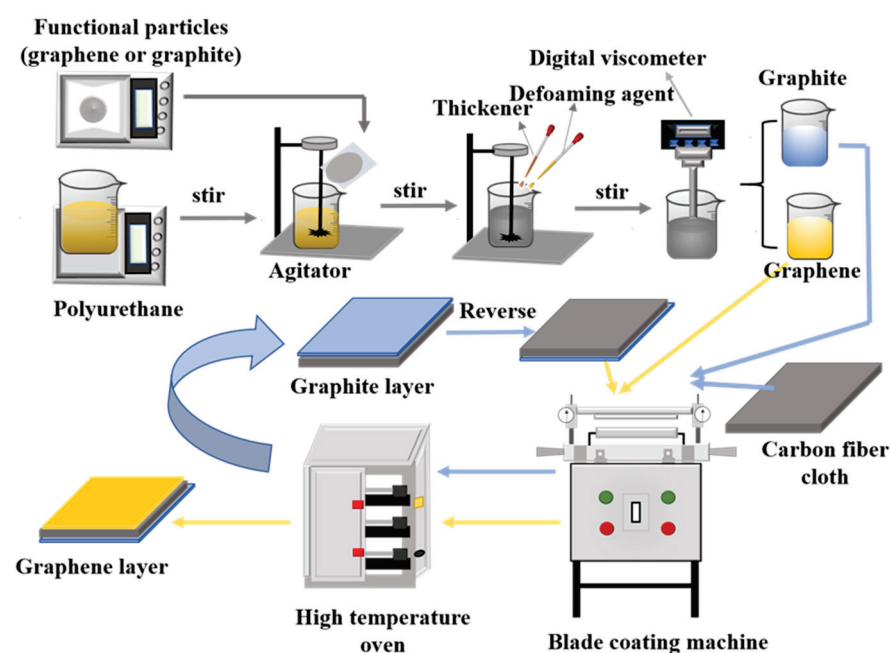 Functional particles
(graphene or graphite)
Digital viscometer
Graphite
Thickener
Defoaming agent
stir
stir
stir
Polyurethane
Agitator
Graphene
Reverse
Graphite layer
Carbon fiber
cloth
Graphene layer
High temperature
oven
Blade coating machine